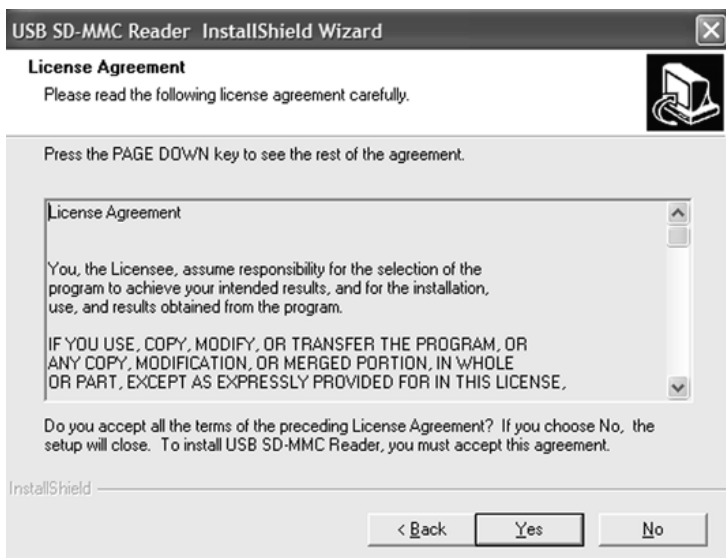 USB SD-MMC Reader InstallShield Wizard
License Agreement
Please read the following license agreement carefully.
Press the PAGE DOWN key to see the rest of the agreement.
License Agreement
You, the Licensee, assume responsibility for the selection of the
program to achieve your intended results, and for the installation,
use, and results obtained from the program.
IF YOU USE, COPY, MODIFY, OR TRANSFER THE PROGRAM, OR
ANY COPY, MODIFICATION, OR MERGED PORTION, IN WHOLE
OR PART, EXCEPT AS EXPRESSLY PROVIDED FOR IN THIS LICENSE,
Do you accept all the terms of the preceding License Agreement? If you choose No, the
setup will close. To install USB SD-MMC Reader, you must accept this agreement.
InstallShield
< Back Yes No